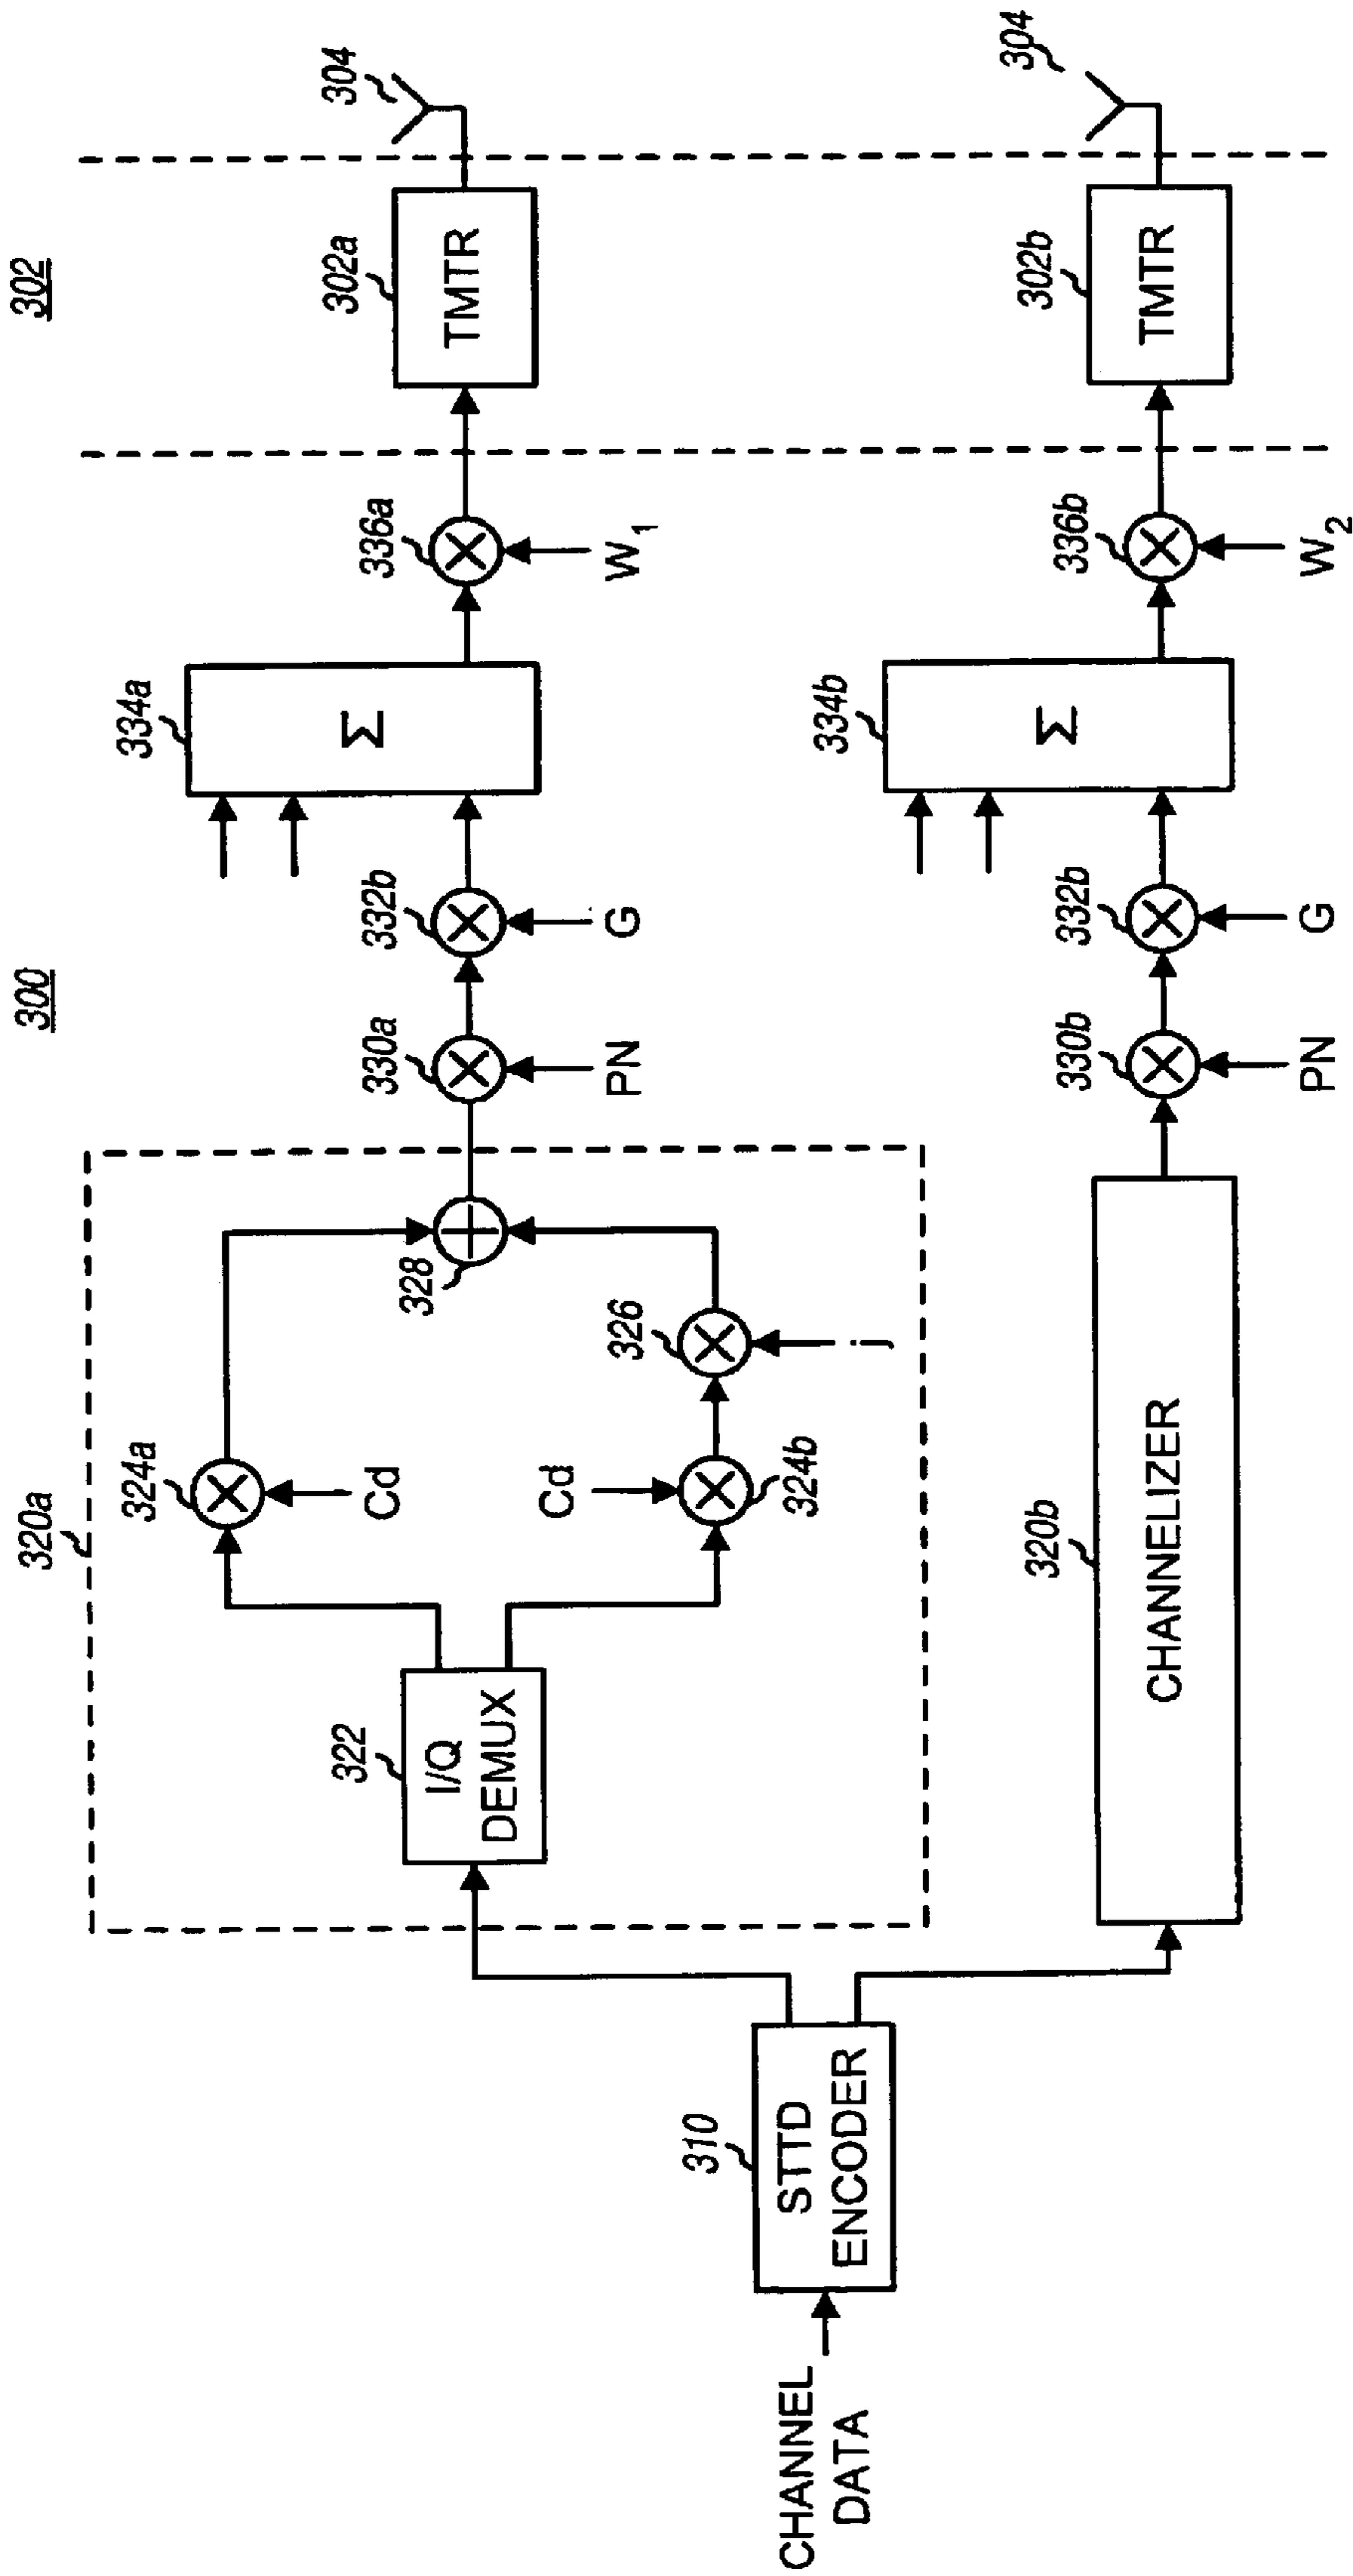 300
302
320a
324a
Cd
322
I/Q
DEMUX
Cd
324b
326
j
328
330a
PN
332b
G
334a
Σ
336a
W1
302a
TMTR
304
CHANNEL
DATA
310
STTD
ENCODER
320b
CHANNELIZER
330b
PN
332b
G
334b
Σ
336b
W2
302b
TMTR
304